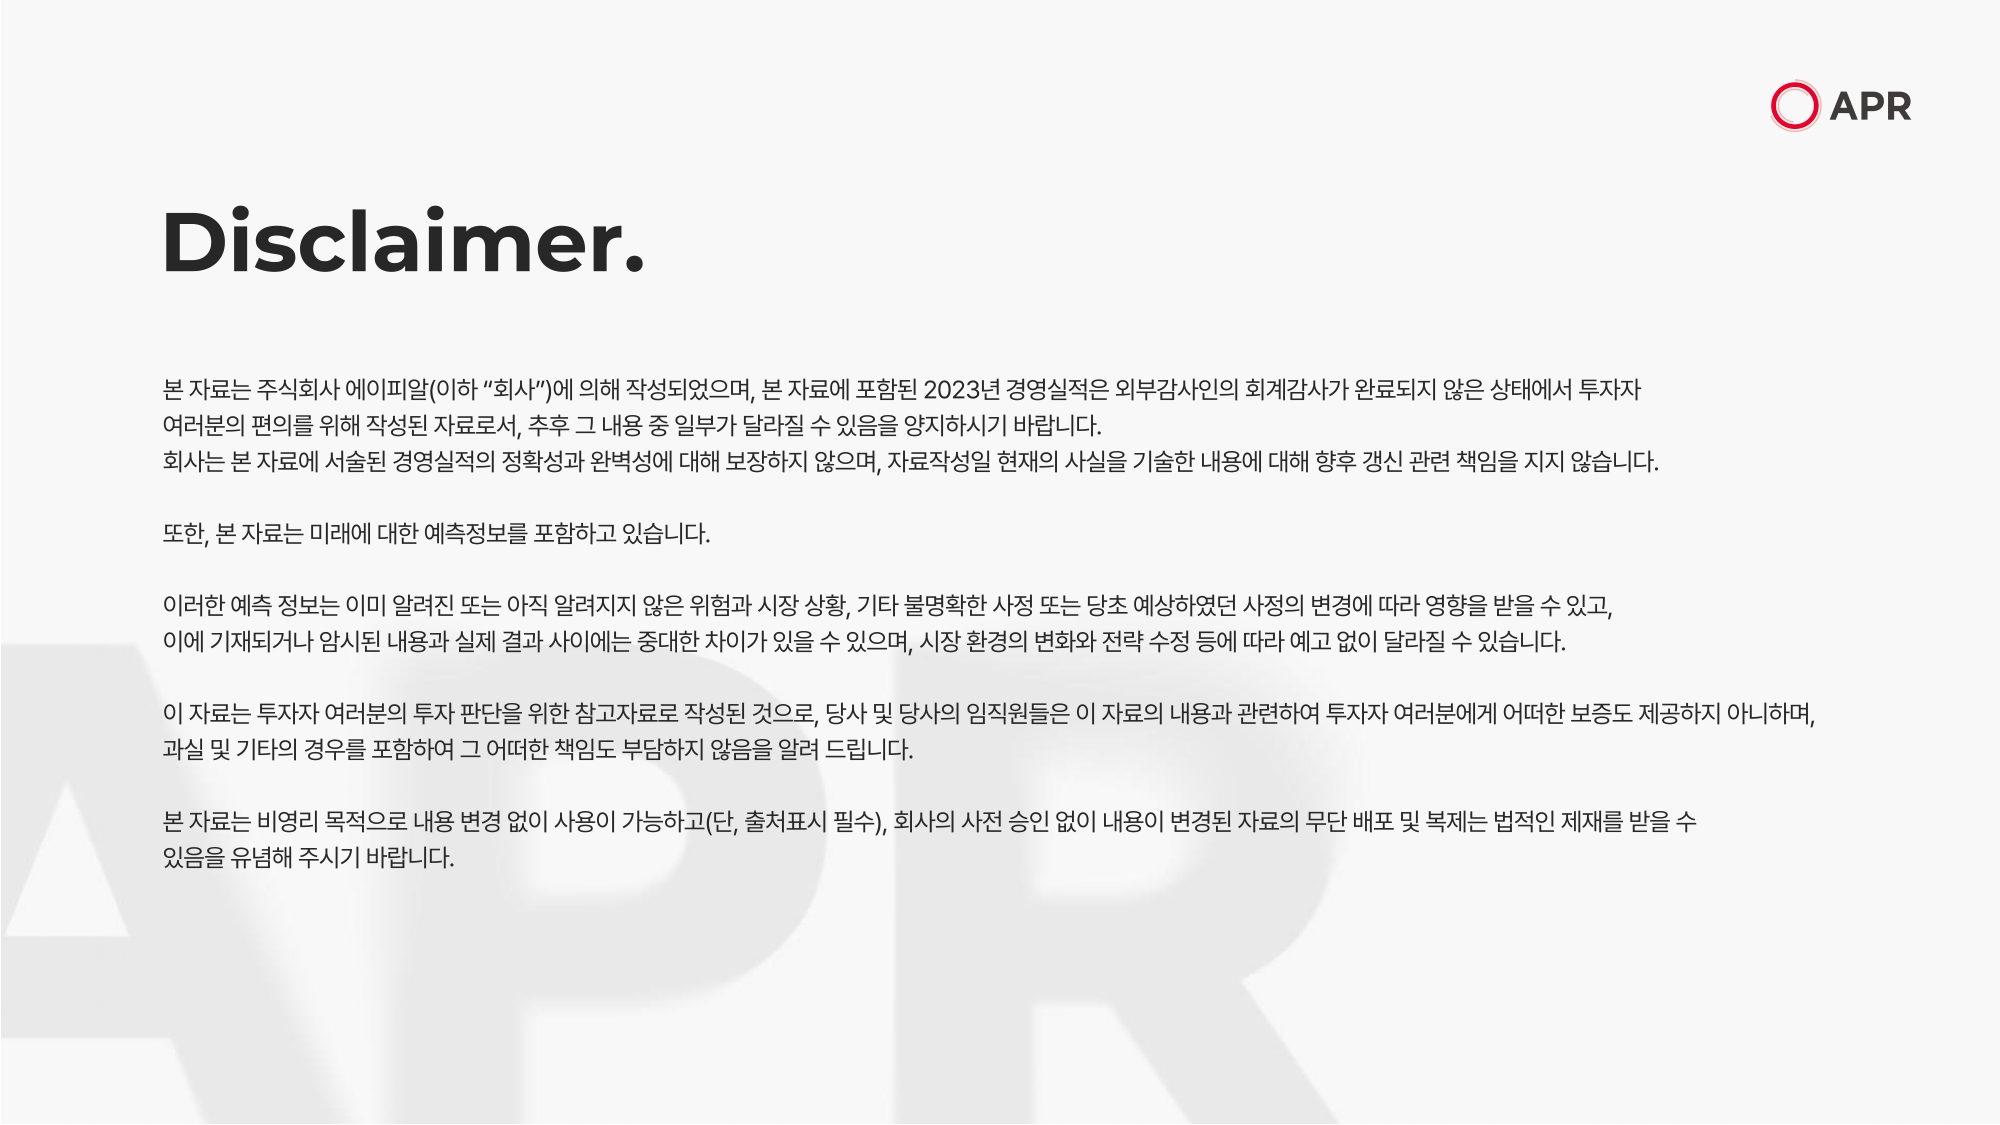 APR
Disclaimer.
본 자료는 주식회사 에이피알(이하 “회사”)에 의해 작성되었으며, 본 자료에 포함된 2023년 경영실적은 외부감사인의 회계감사가 완료되지 않은 상태에서 투자자
여러분의 편의를 위해 작성된 자료로서, 추후 그 내용 중 일부가 달라질 수 있음을 양지하시기 바랍니다.
회사는 본 자료에 서술된 경영실적의 정확성과 완벽성에 대해 보장하지 않으며, 자료작성일 현재의 사실을 기술한 내용에 대해 향후 갱신 관련 책임을 지지 않습니다.
또한, 본 자료는 미래에 대한 예측정보를 포함하고 있습니다.
이러한 예측 정보는 이미 알려진 또는 아직 알려지지 않은 위험과 시장 상황, 기타 불명확한 사정 또는 당초 예상하였던 사정의 변경에 따라 영향을 받을 수 있고,
이에 기재되거나 암시된 내용과 실제 결과 사이에는 중대한 차이가 있을 수 있으며, 시장 환경의 변화와 전략 수정 등에 따라 예고 없이 달라질 수 있습니다.
이 자료는 투자자 여러분의 투자 판단을 위한 참고자료로 작성된 것으로, 당사 및 당사의 임직원들은 이 자료의 내용과 관련하여 투자자 여러분에게 어떠한 보증도 제공하지 아니하며,
과실 및 기타의 경우를 포함하여 그 어떠한 책임도 부담하지 않음을 알려 드립니다.
본 자료는 비영리 목적으로 내용 변경 없이 사용이 가능하고(단, 출처표시 필수), 회사의 사전 승인 없이 내용이 변경된 자료의 무단 배포 및 복제는 법적인 제재를 받을 수
있음을 유념해 주시기 바랍니다.
APR